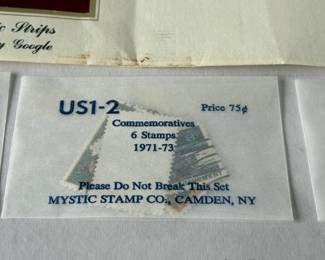 ic Strips
y Google
US1-2 Price 75¢
Commemoratives
6 Stamps
1971-73
Please Do Not Break This Set
MYSTIC STAMP CO., CAMDEN, NY